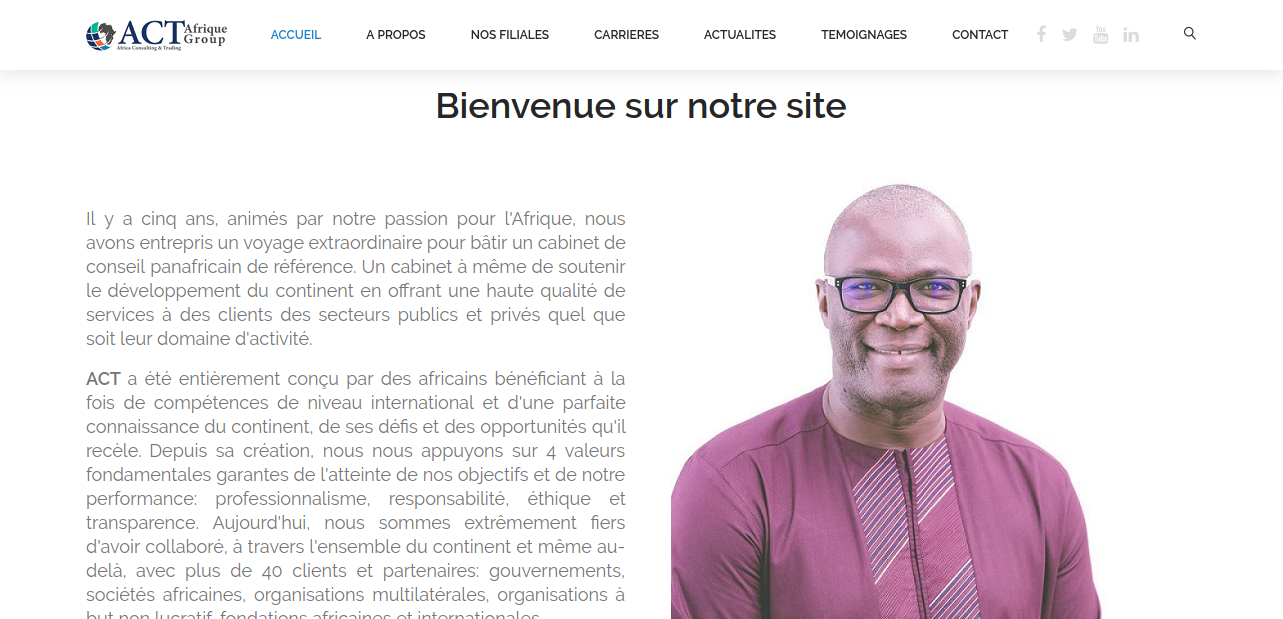 ACT Afrique Group
Africa Consulting & Trading
ACCUEIL
A PROPOS
NOS FILIALES
CARRIERES
ACTUALITES
TEMOIGNAGES
CONTACT
Bienvenue sur notre site
Il y a cinq ans, animés par notre passion pour l'Afrique, nous
avons entrepris un voyage extraordinaire pour bâtir un cabinet de
conseil panafricain de référence. Un cabinet à même de soutenir
le développement du continent en offrant une haute qualité de
services à des clients des secteurs publics et privés quel que
soit leur domaine d'activité.
ACT a été entièrement conçu par des africains bénéficiant à la
fois de compétences de niveau international et d'une parfaite
connaissance du continent, de ses défis et des opportunités qu'il
recèle. Depuis sa création, nous nous appuyons sur 4 valeurs
fondamentales garantes de l'atteinte de nos objectifs et de notre
performance: professionnalisme, responsabilité, éthique et
transparence. Aujourd'hui, nous sommes extrêmement fiers
d'avoir collaboré, à travers l'ensemble du continent et même au-
delà, avec plus de 40 clients et partenaires: gouvernements,
sociétés africaines, organisations multilatérales, organisations à
but non lucratif, fondations africaines et internationales.